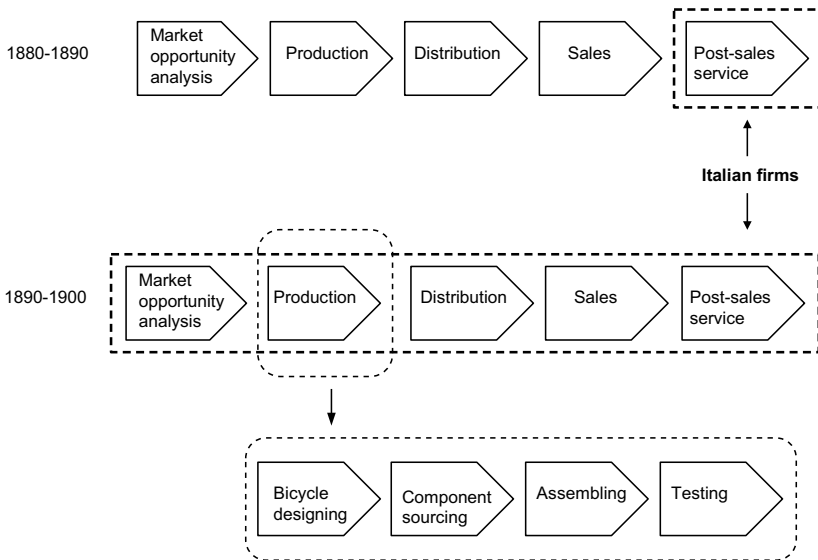 1880-1890
Market
opportunity
analysis
Production
Distribution
Sales
Post-sales
service
Italian firms
1890-1900
Market
opportunity
analysis
Production
Distribution
Sales
Post-sales
service
Bicycle
designing
Component
sourcing
Assembling
Testing